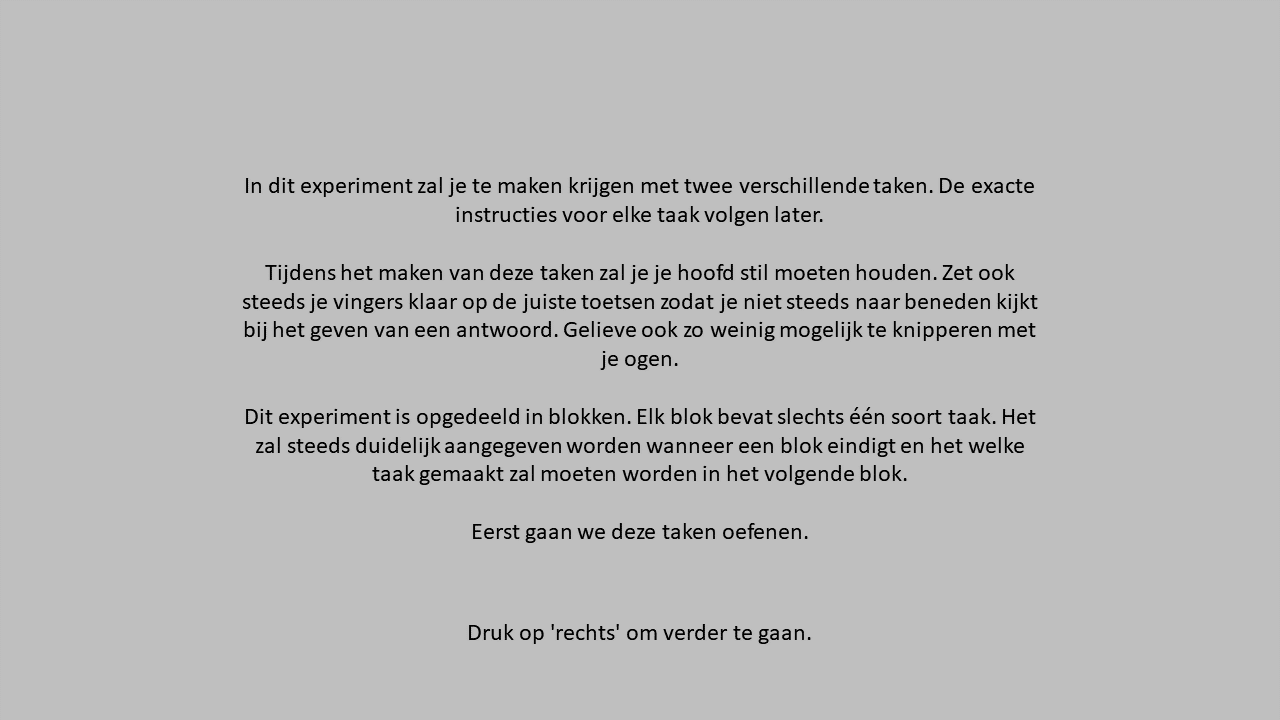 In dit experiment zal je te maken krijgen met twee verschillende taken. De exacte
instructies voor elke taak volgen later.
Tijdens het maken van deze taken zal je je hoofd stil moeten houden. Zet ook
steeds je vingers klaar op de juiste toetsen zodat je niet steeds naar beneden kijkt
bij het geven van een antwoord. Gelieve ook zo weinig mogelijk te knipperen met
je ogen.
Dit experiment is opgedeeld in blokken. Elk blok bevat slechts één soort taak. Het
zal steeds duidelijk aangegeven worden wanneer een blok eindigt en het welke
taak gemaakt zal moeten worden in het volgende blok.
Eerst gaan we deze taken oefenen.
Druk op 'rechts' om verder te gaan.